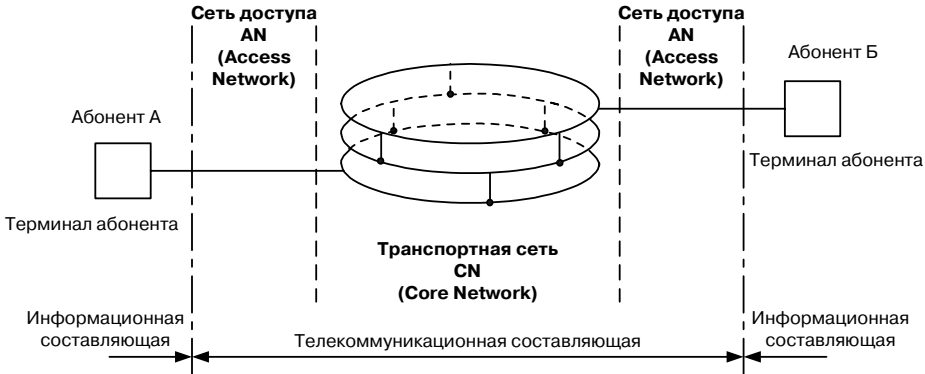 Сеть доступа
AN
(Access
Network)
Сеть доступа
AN
(Access
Network)
Абонент Б
Абонент А
Терминал абонента
Терминал абонента
Транспортная сеть
CN
(Core Network)
Информационная
составляющая
Телекоммуникационная составляющая
Информационная
составляющая